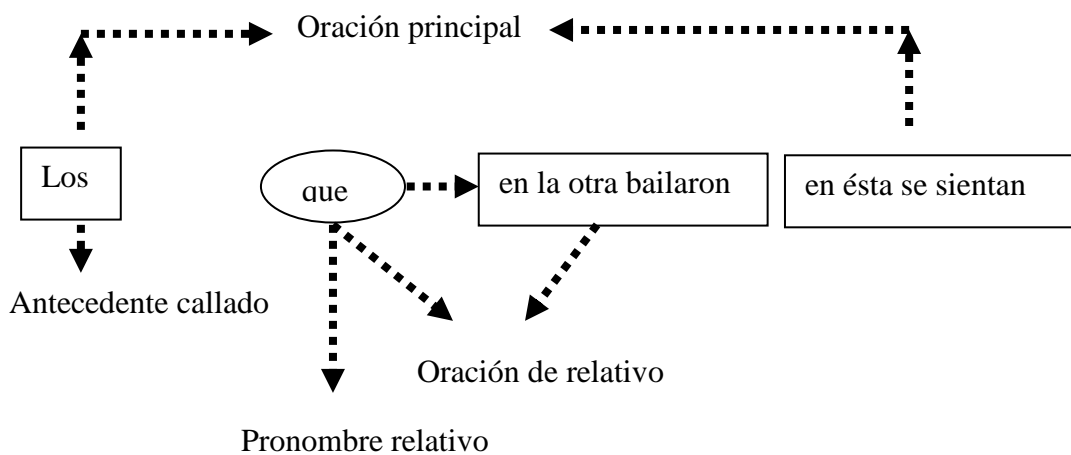 Oración principal
Los
que
en la otra bailaron
en ésta se sientan
Antecedente callado
Oración de relativo
Pronombre relativo